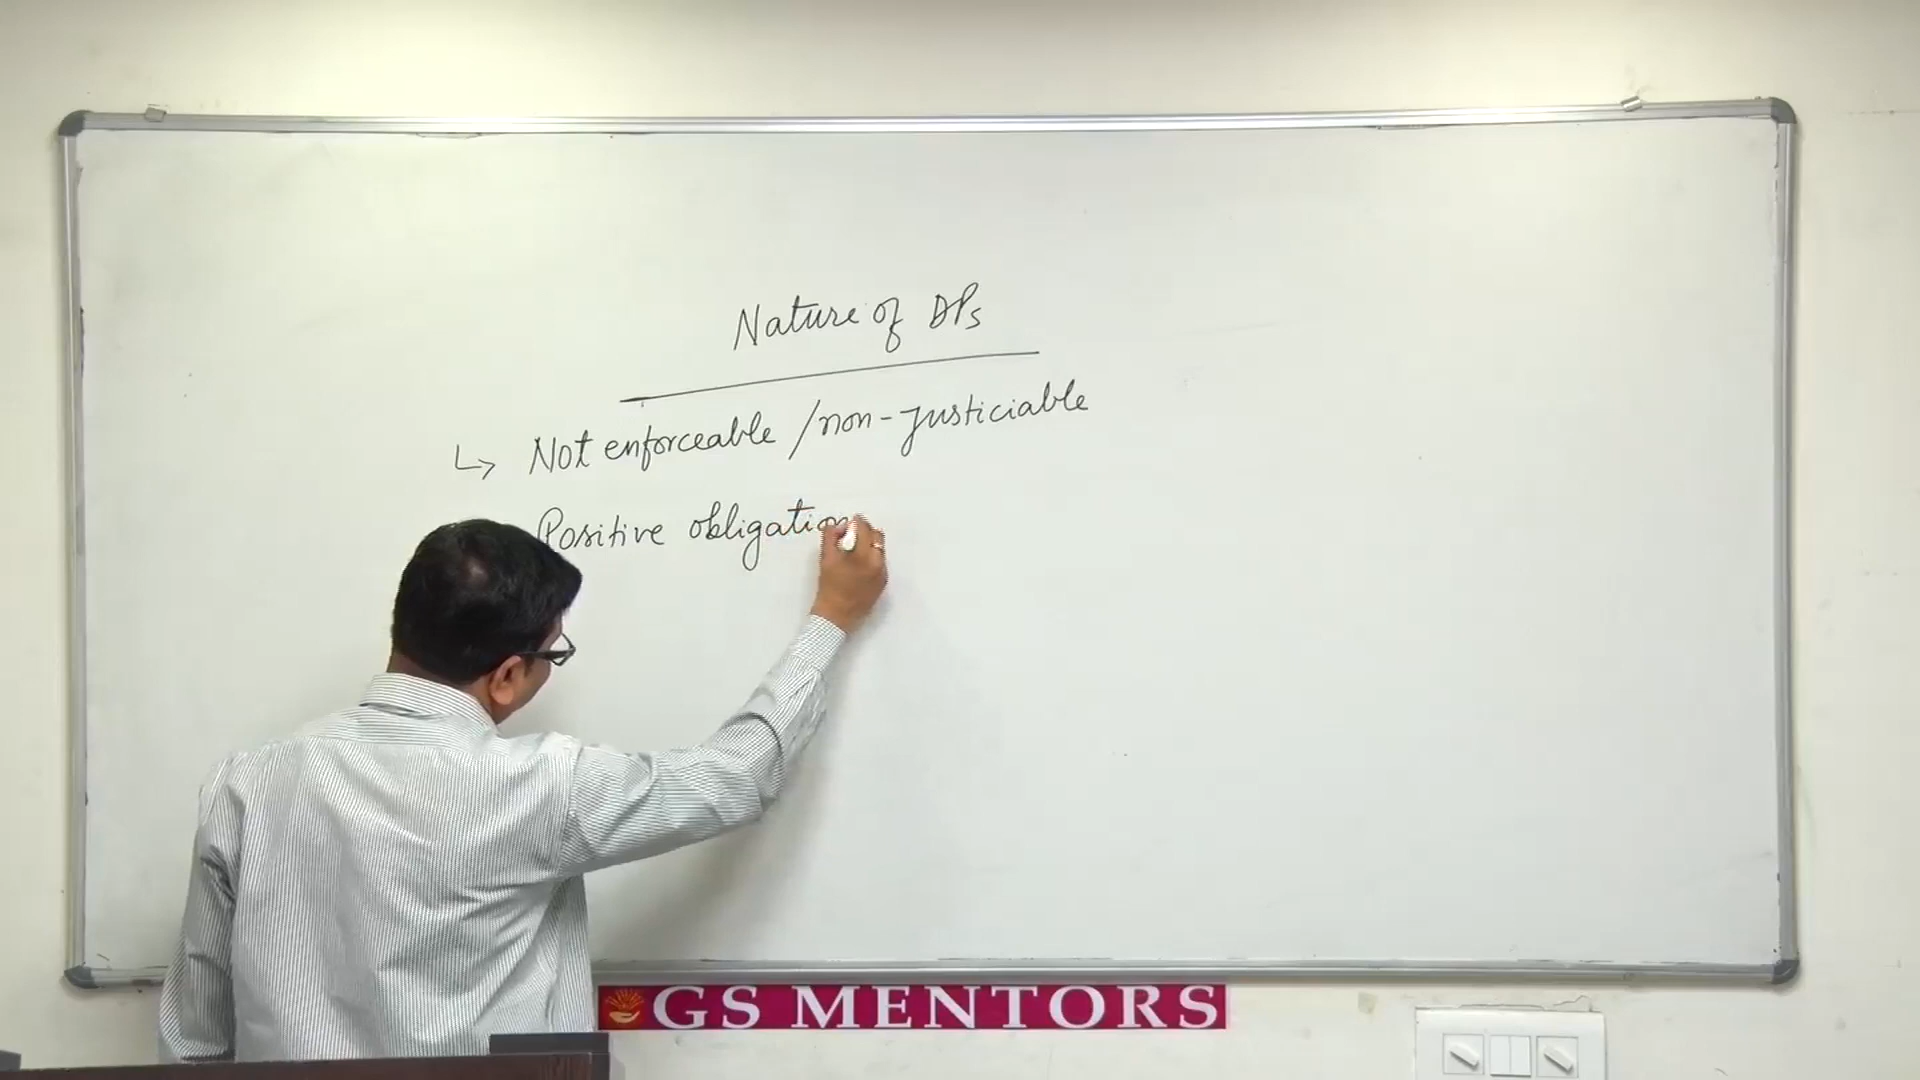 Nature of DPs
↳ Not enforceable / non-justiciable
Positive obligation
GS MENTORS